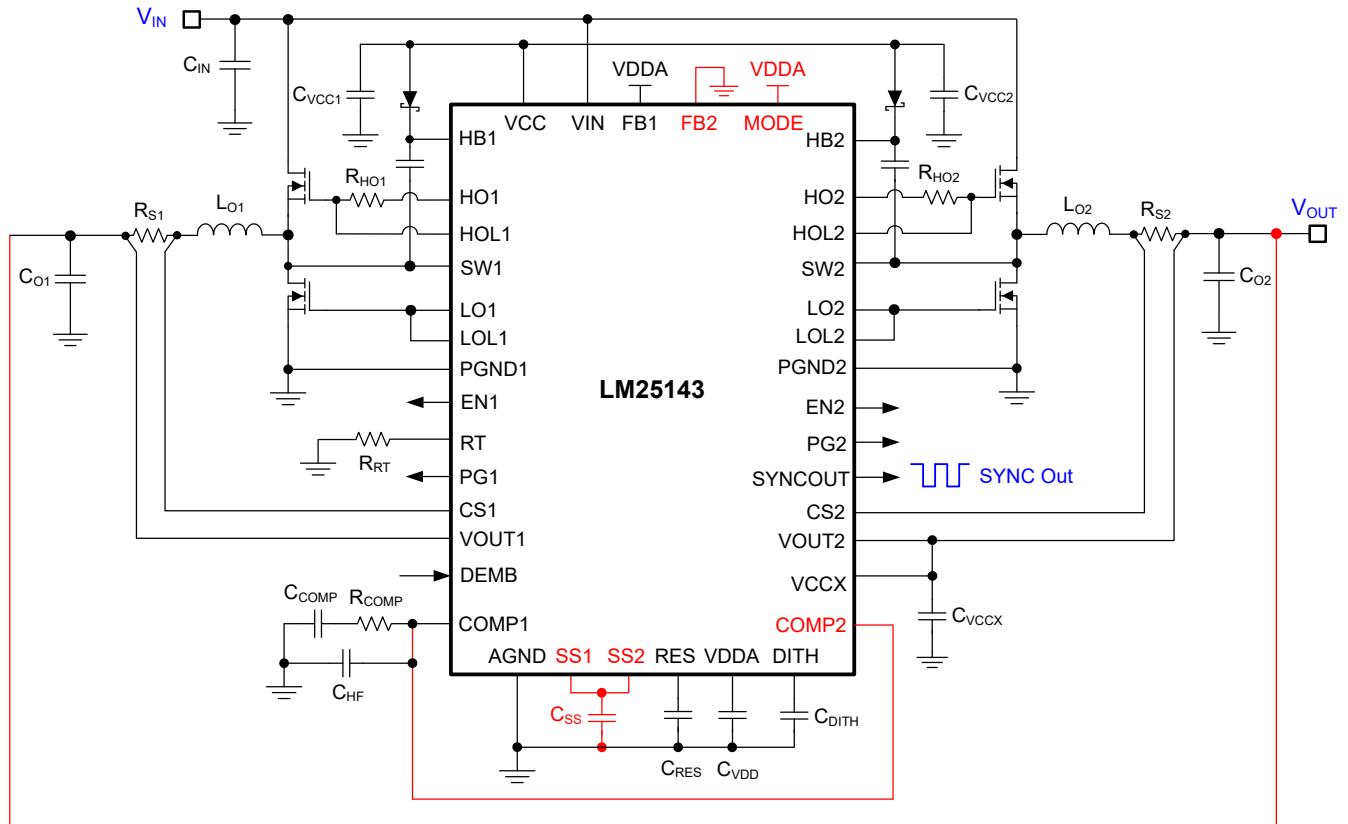 VIN
CIN
CVCC1
VDDA
VDDA
CVCC2
VCC
VIN
FB1
FB2
MODE
HB1
HB2
RHO1
HO1
HO2
RHO2
RS1
LO1
HOL1
HOL2
LO2
RS2
VOUT
SW1
SW2
CO1
CO2
LO1
LO2
LOL1
LOL2
PGND1
PGND2
LM25143
EN1
EN2
RT
RRT
PG2
PG1
SYNCOUT
SYNC Out
CS1
CS2
VOUT1
VOUT2
DEMB
VCCX
CCOMP
RCOMP
COMP1
COMP2
CVCCX
AGND
SS1
SS2
RES
VDDA
DITH
CHF
CSS
CDITH
CRES
CVDD